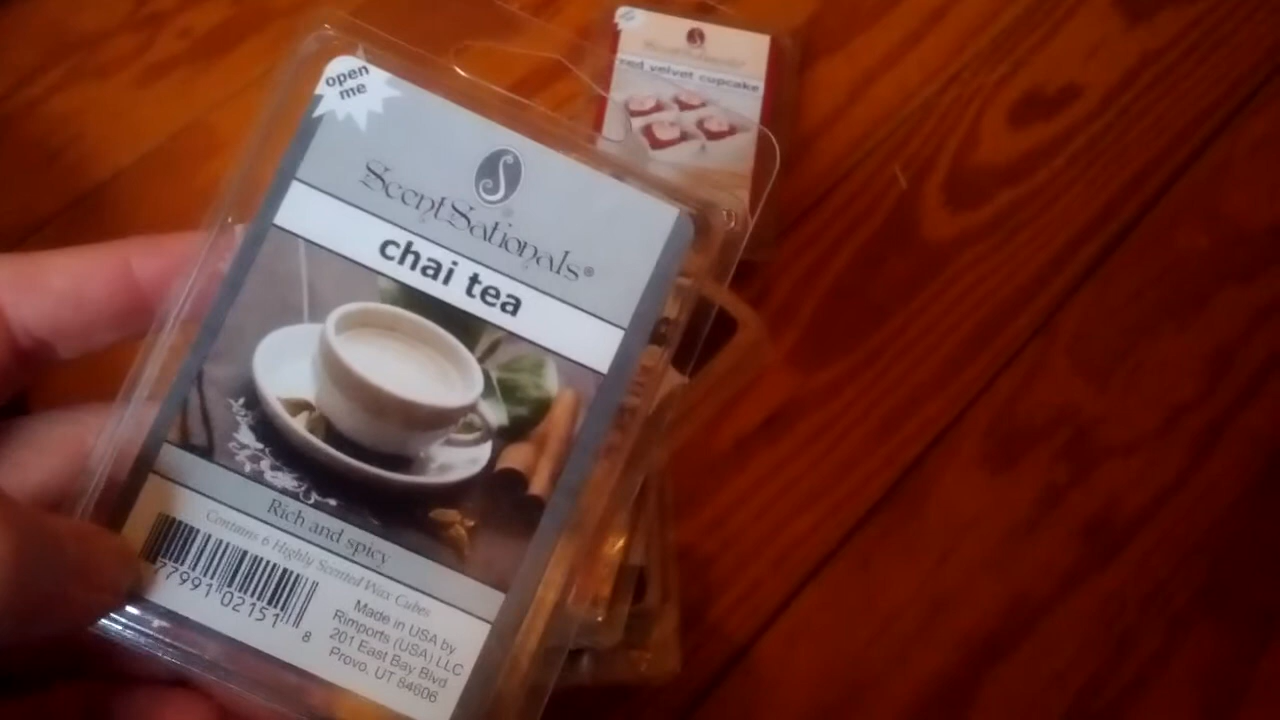 open
me
S
ScentSationals®
chai tea
Rich and spicy
Contains 6 Highly Scented Wax Cubes
77991 02151 8
Made in USA by
Rimports (USA) LLC
201 East Bay Blvd
Provo, UT 84606
S
red velvet cupcake